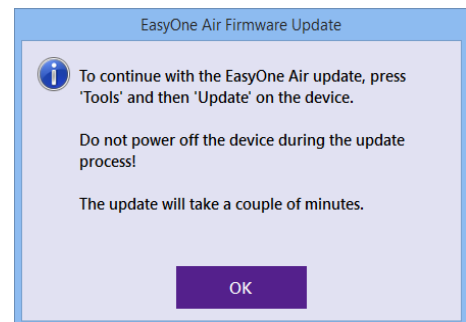 EasyOne Air Firmware Update
To continue with the EasyOne Air update, press
'Tools' and then 'Update' on the device.
Do not power off the device during the update
process!
The update will take a couple of minutes.
OK